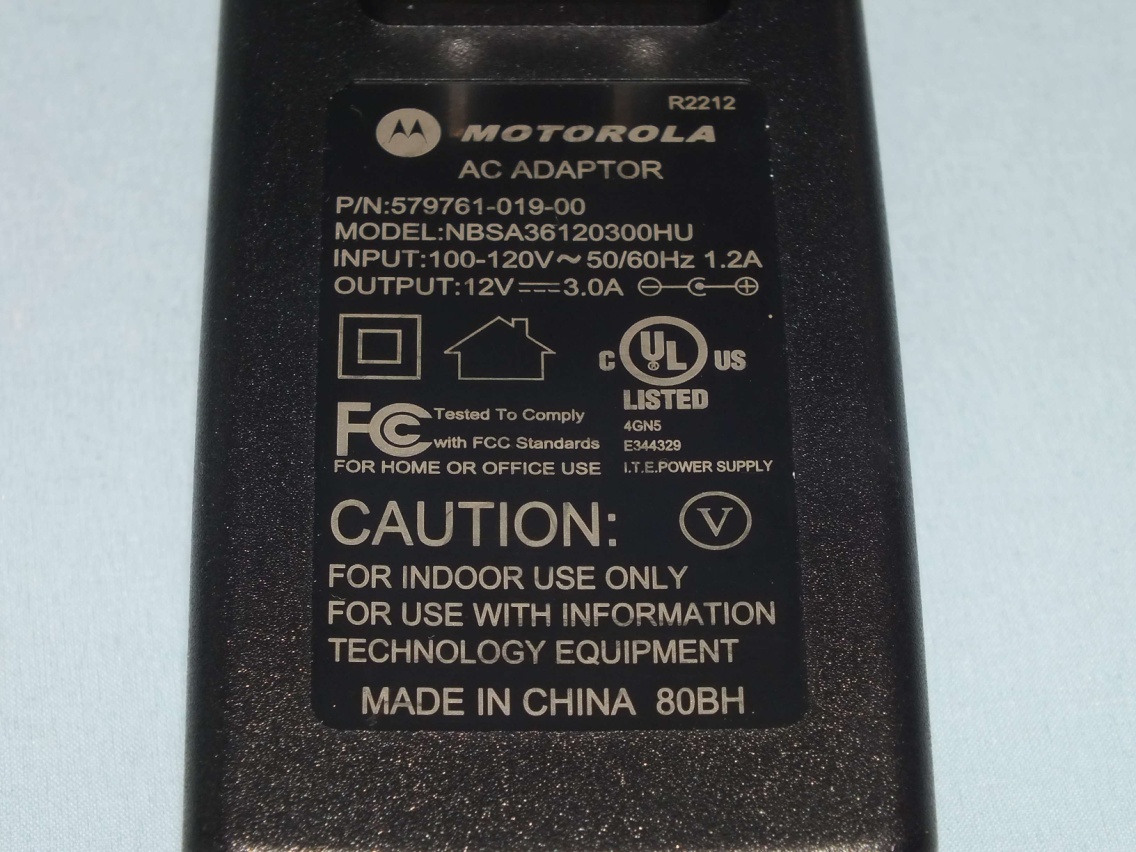 R2212
MOTOROLA
AC ADAPTOR
P/N:579761-019-00
MODEL:NBSA36120300HU
INPUT:100-120V~50/60Hz 1.2A
OUTPUT:12V⎓3.0A
C UL® US
LISTED
4GN5
E344329
I.T.E.POWER SUPPLY
FC Tested To Comply
with FCC Standards
FOR HOME OR OFFICE USE
CAUTION: V
FOR INDOOR USE ONLY
FOR USE WITH INFORMATION
TECHNOLOGY EQUIPMENT
MADE IN CHINA 80BH